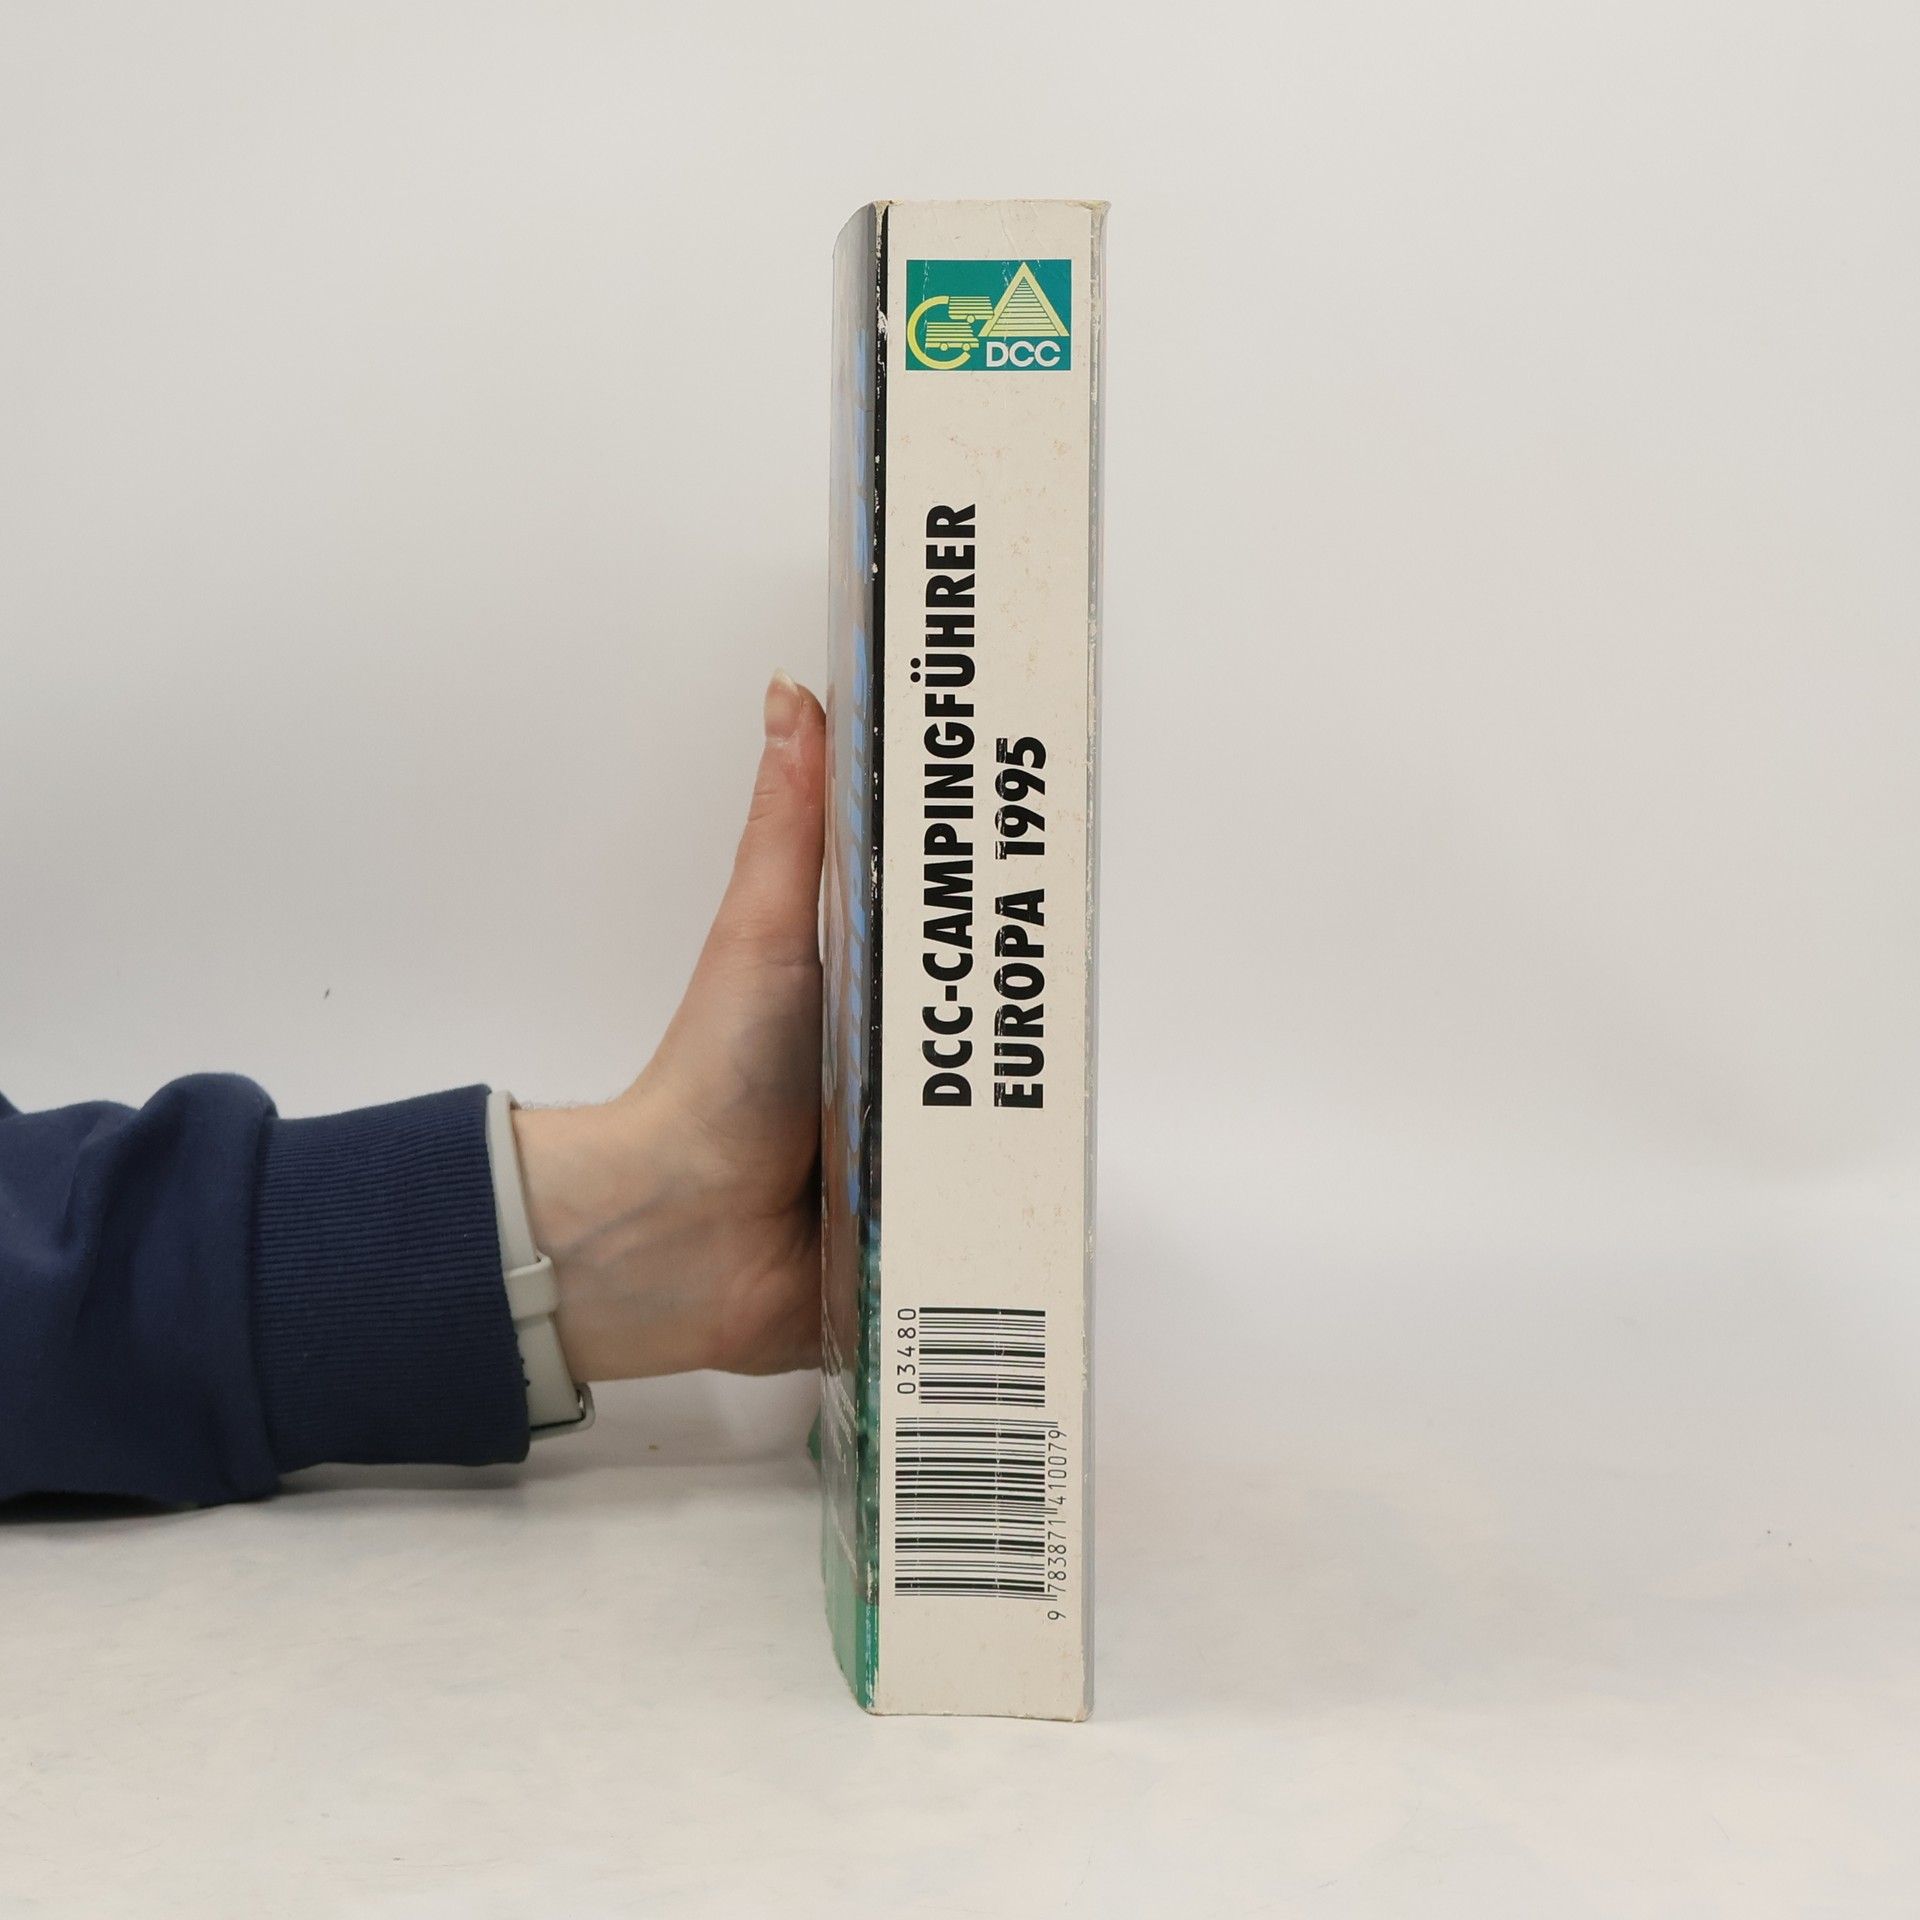 DCC
DCC-CAMPINGFÜHRER
EUROPA 1995
03480
9 783871 410079